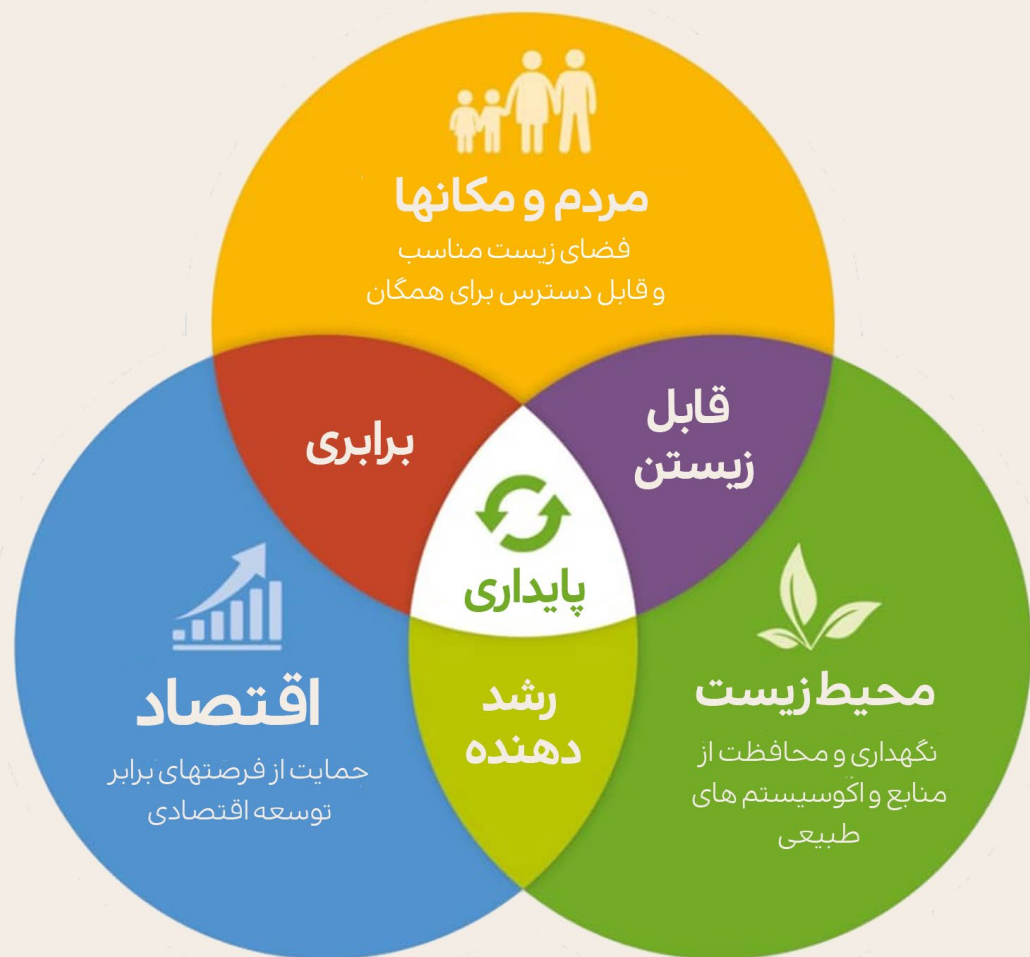 مردم و مکانها
فضای زیست مناسب
و قابل دسترس برای همگان
برابری
قابل
زیستن
پایداری
اقتصاد
حمایت از فرصتهای برابر
توسعه اقتصادی
رشد
دهنده
محیط زیست
نگهداری و محافظت از
منابع و اکوسیستم های
طبیعی